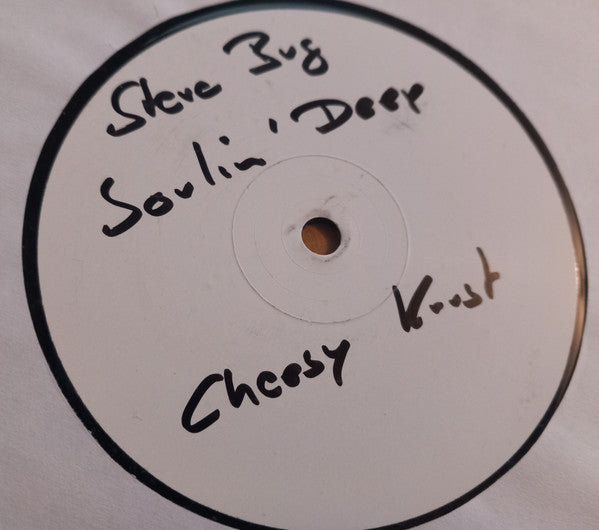 Steve Bug
Soulin' Deep
Cheesy Krust